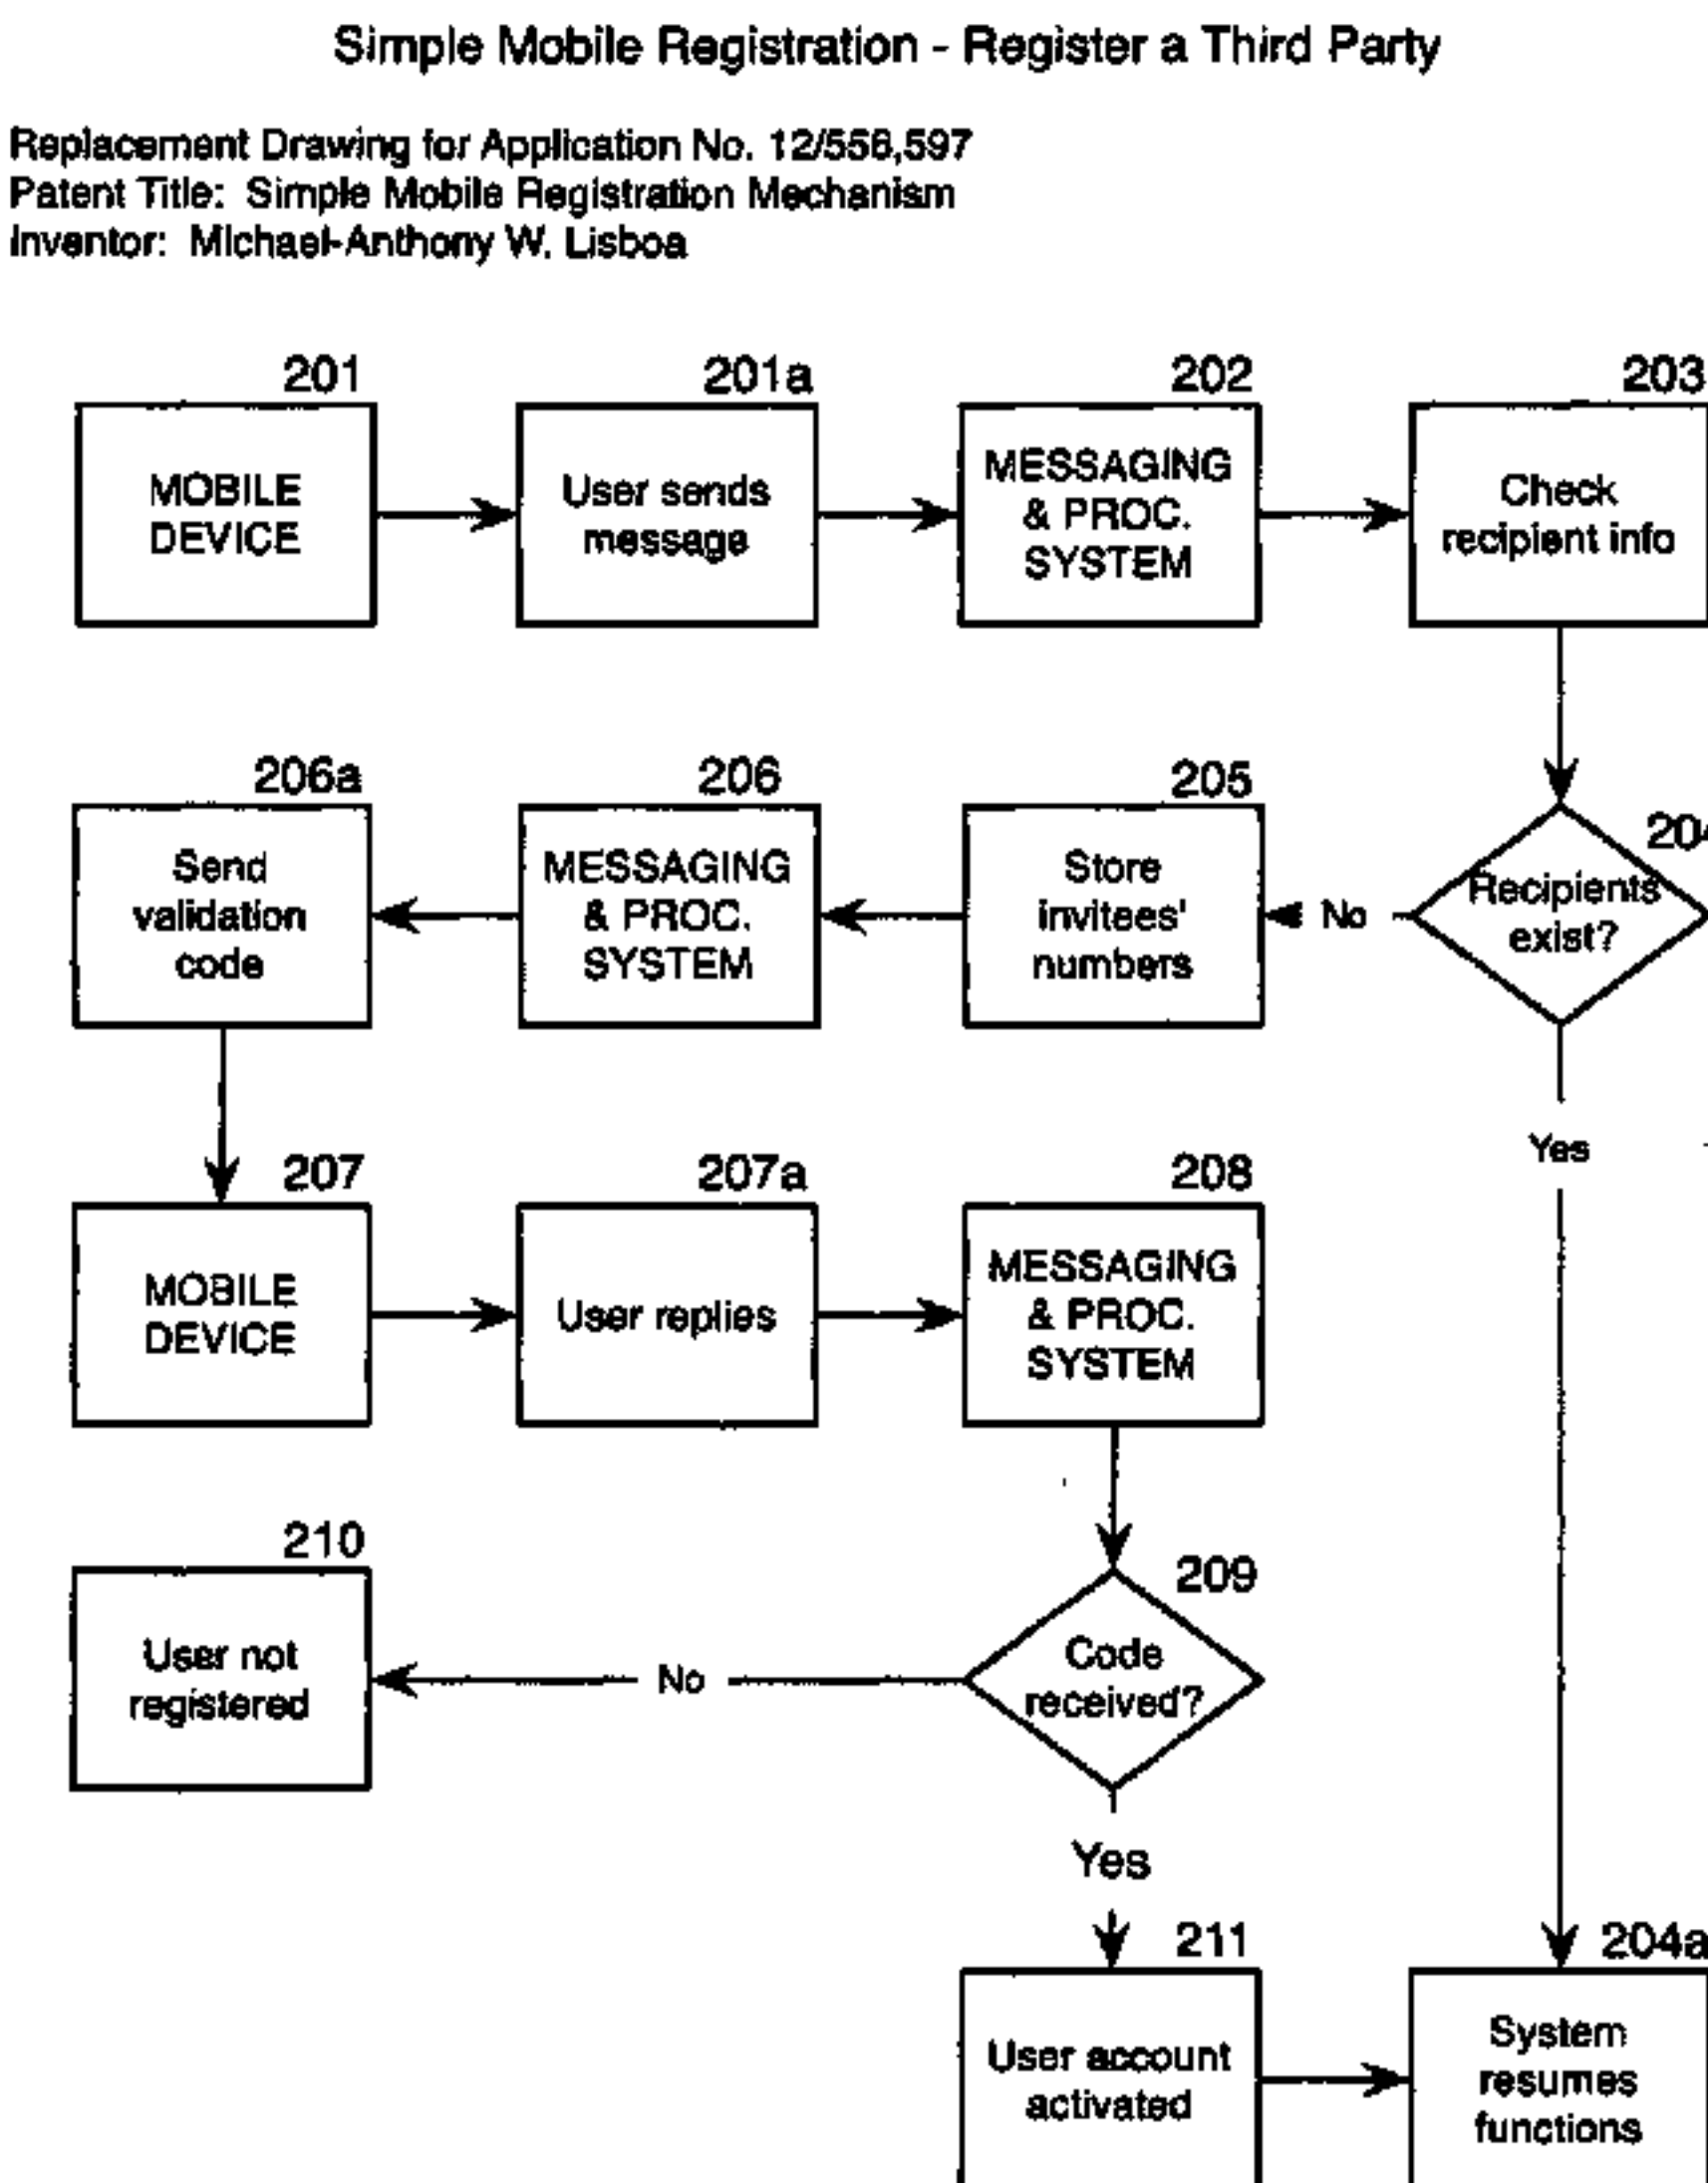 Simple Mobile Registration - Register a Third Party
Replacement Drawing for Application No. 12/558,597
Patent Title: Simple Mobile Registration Mechanism
Inventor: Michael-Anthony W. Lisboa
201
201a
202
203
MOBILE
DEVICE
User sends
message
MESSAGING
& PROC.
SYSTEM
Check
recipient info
206a
206
205
204
Send
validation
code
MESSAGING
& PROC.
SYSTEM
Store
invitees'
numbers
No
Recipients
exist?
Yes
207
207a
208
MOBILE
DEVICE
User replies
MESSAGING
& PROC.
SYSTEM
210
209
User not
registered
No
Code
received?
Yes
211
204a
User account
activated
System
resumes
functions